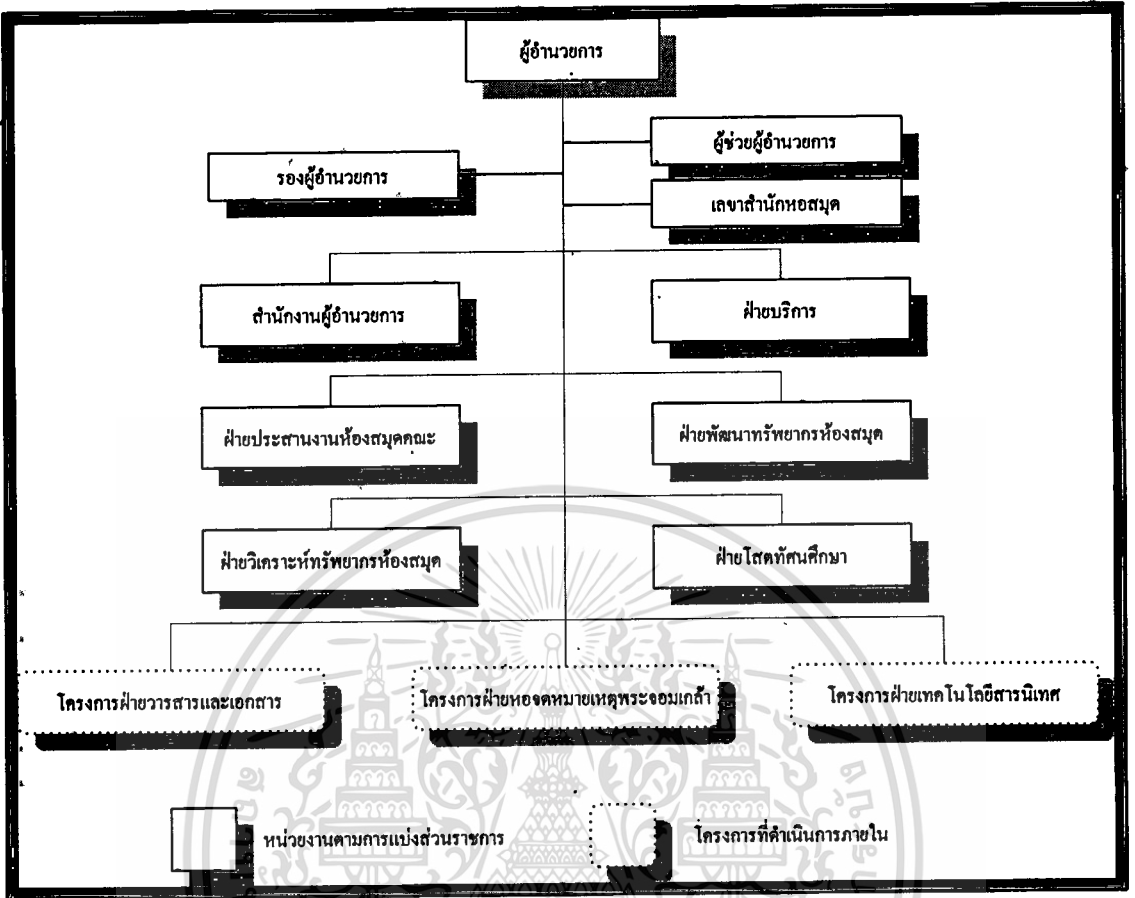 ผู้อำนวยการ
ผู้ช่วยผู้อำนวยการ
รองผู้อำนวยการ
เลขาสำนักหอสมุด
สำนักงานผู้อำนวยการ
ฝ่ายบริการ
ฝ่ายประสานงานห้องสมุดคณะ
ฝ่ายพัฒนาทรัพยากรห้องสมุด
ฝ่ายวิเคราะห์ทรัพยากรห้องสมุด
ฝ่ายโสตทัศนศึกษา
โครงการฝ่ายวารสารและเอกสาร
โครงการฝ่ายหอจดหมายเหตุพระจอมเกล้า
โครงการฝ่ายเทคโนโลยีสารนิเทศ
หน่วยงานตามการแบ่งส่วนราชการ
โครงการที่ดำเนินการภายใน